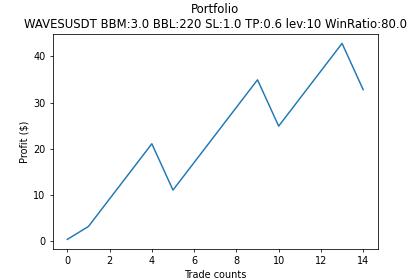 Portfolio
WAVESUSDT BBM:3.0 BBL:220 SL:1.0 TP:0.6 lev:10 WinRatio:80.0
40
30
20
10
0
Profit ($)
0 2 4 6 8 10 12 14
Trade counts